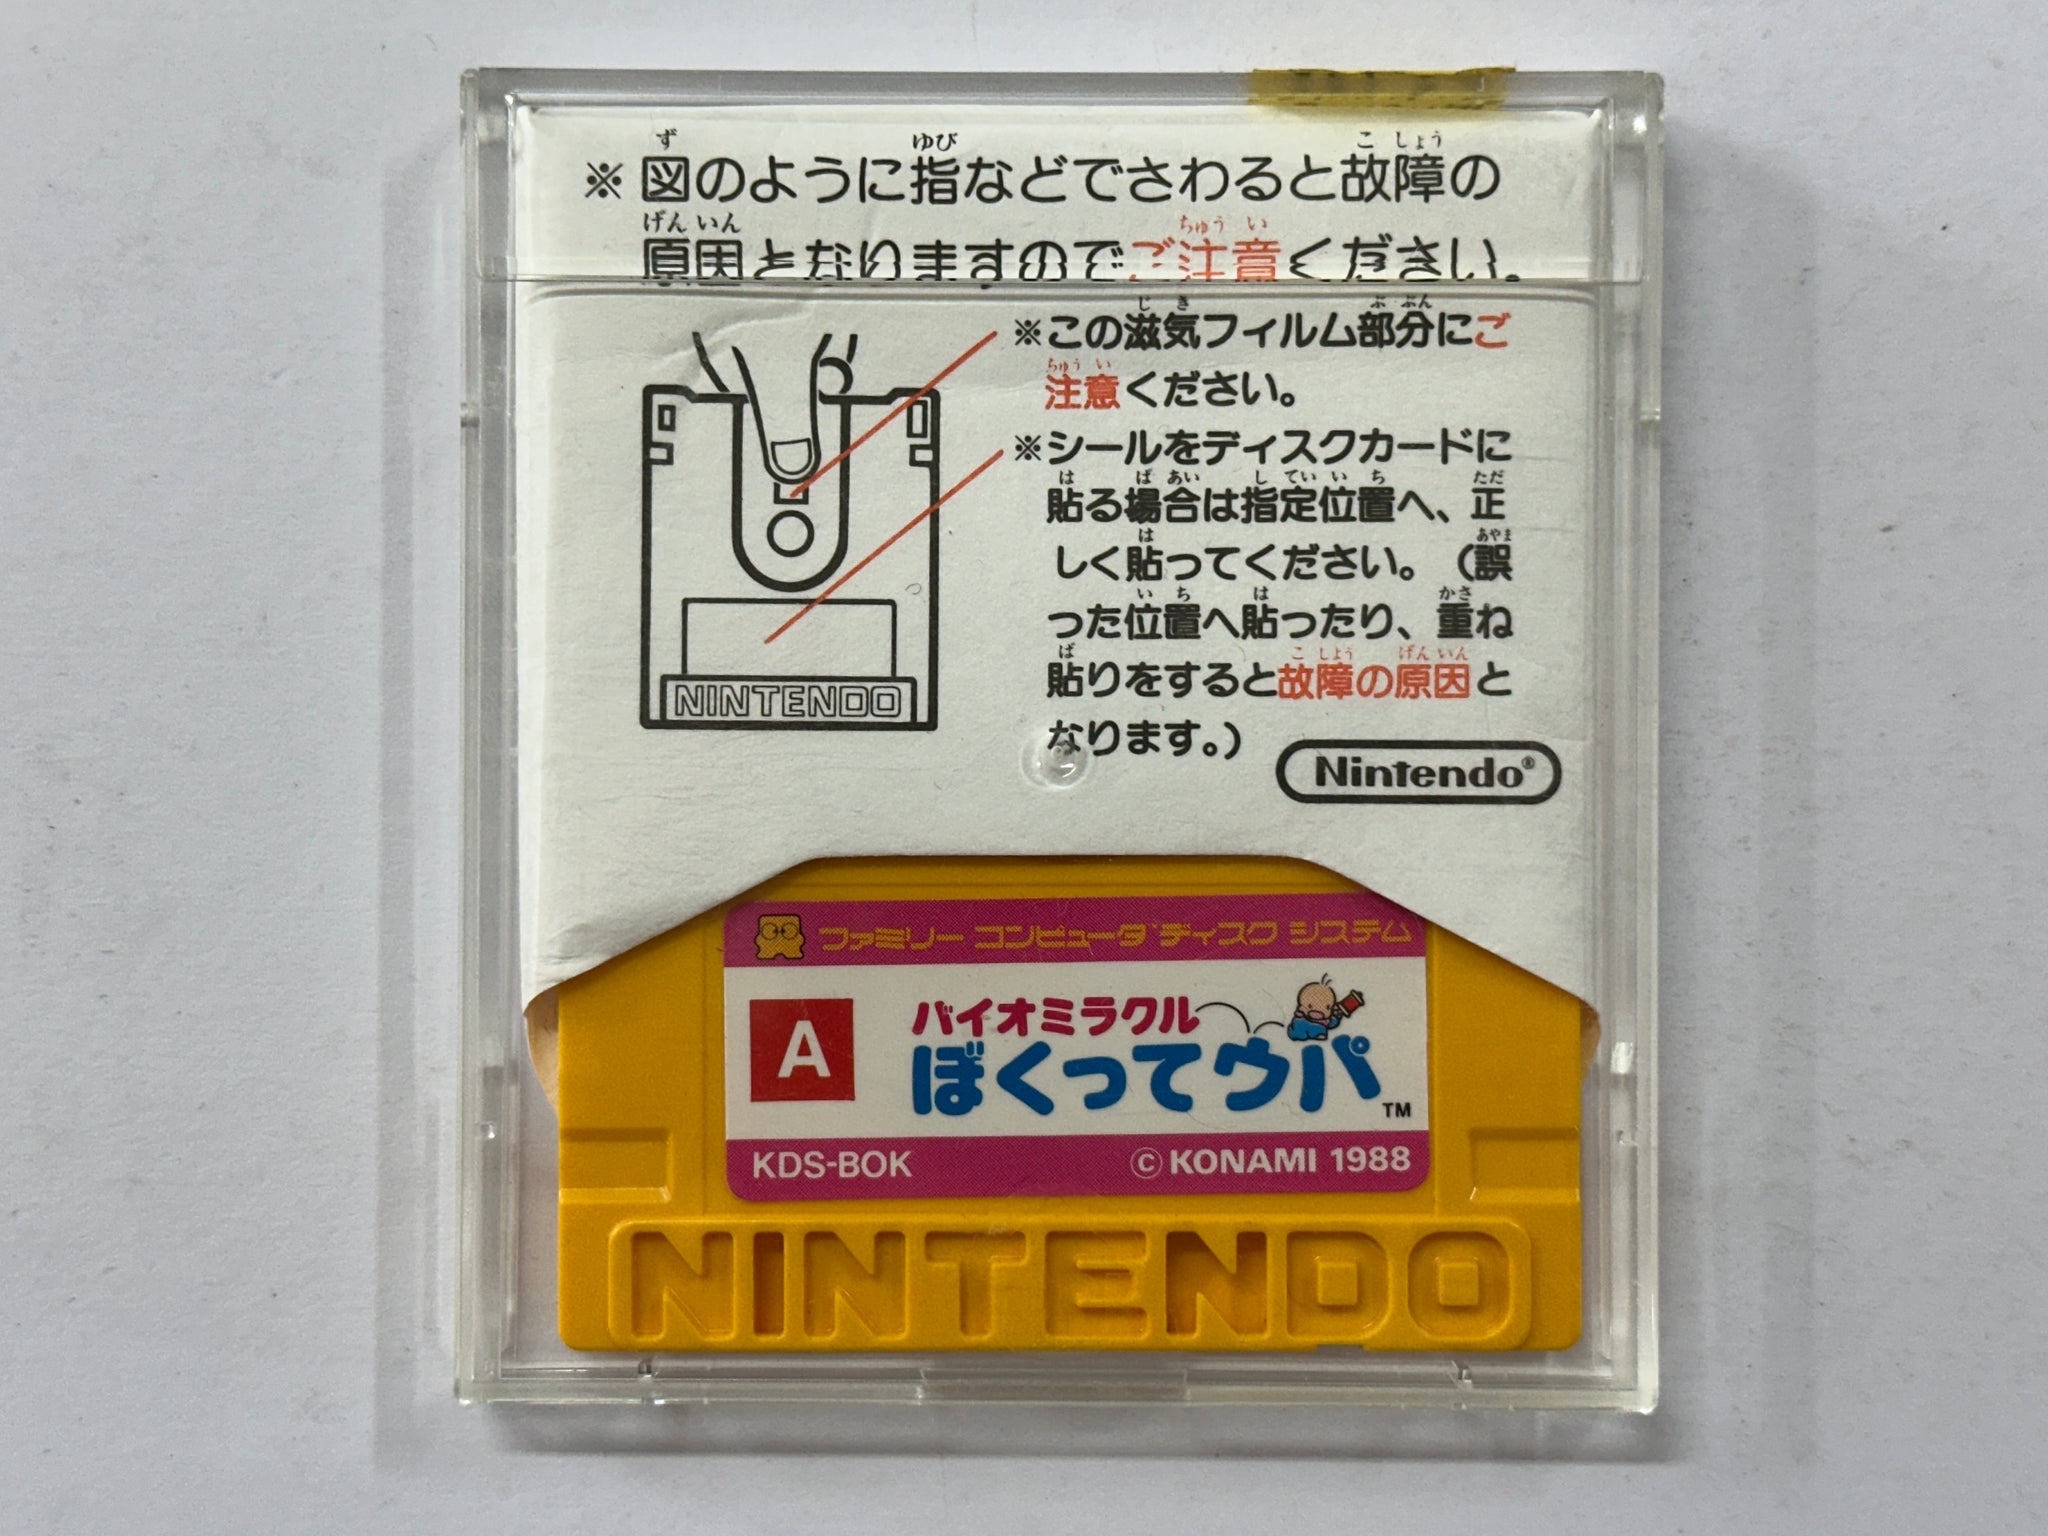 ※図のように指などでさわると故障の
原因となりますのでご注意ください。
※この滋気フィルム部分にご
注意ください。
※シールをディスクカードに
貼る場合は指定位置へ、正
しく貼ってください。(誤
った位置へ貼ったり、重ね
貼りをすると故障の原因と
なります。)
NINTENDO
Nintendo®
ファミリー コンピュータ ディスク システム
A
バイオミラクル
ぼくってウパ™
KDS-BOK
©KONAMI 1988
NINTENDO